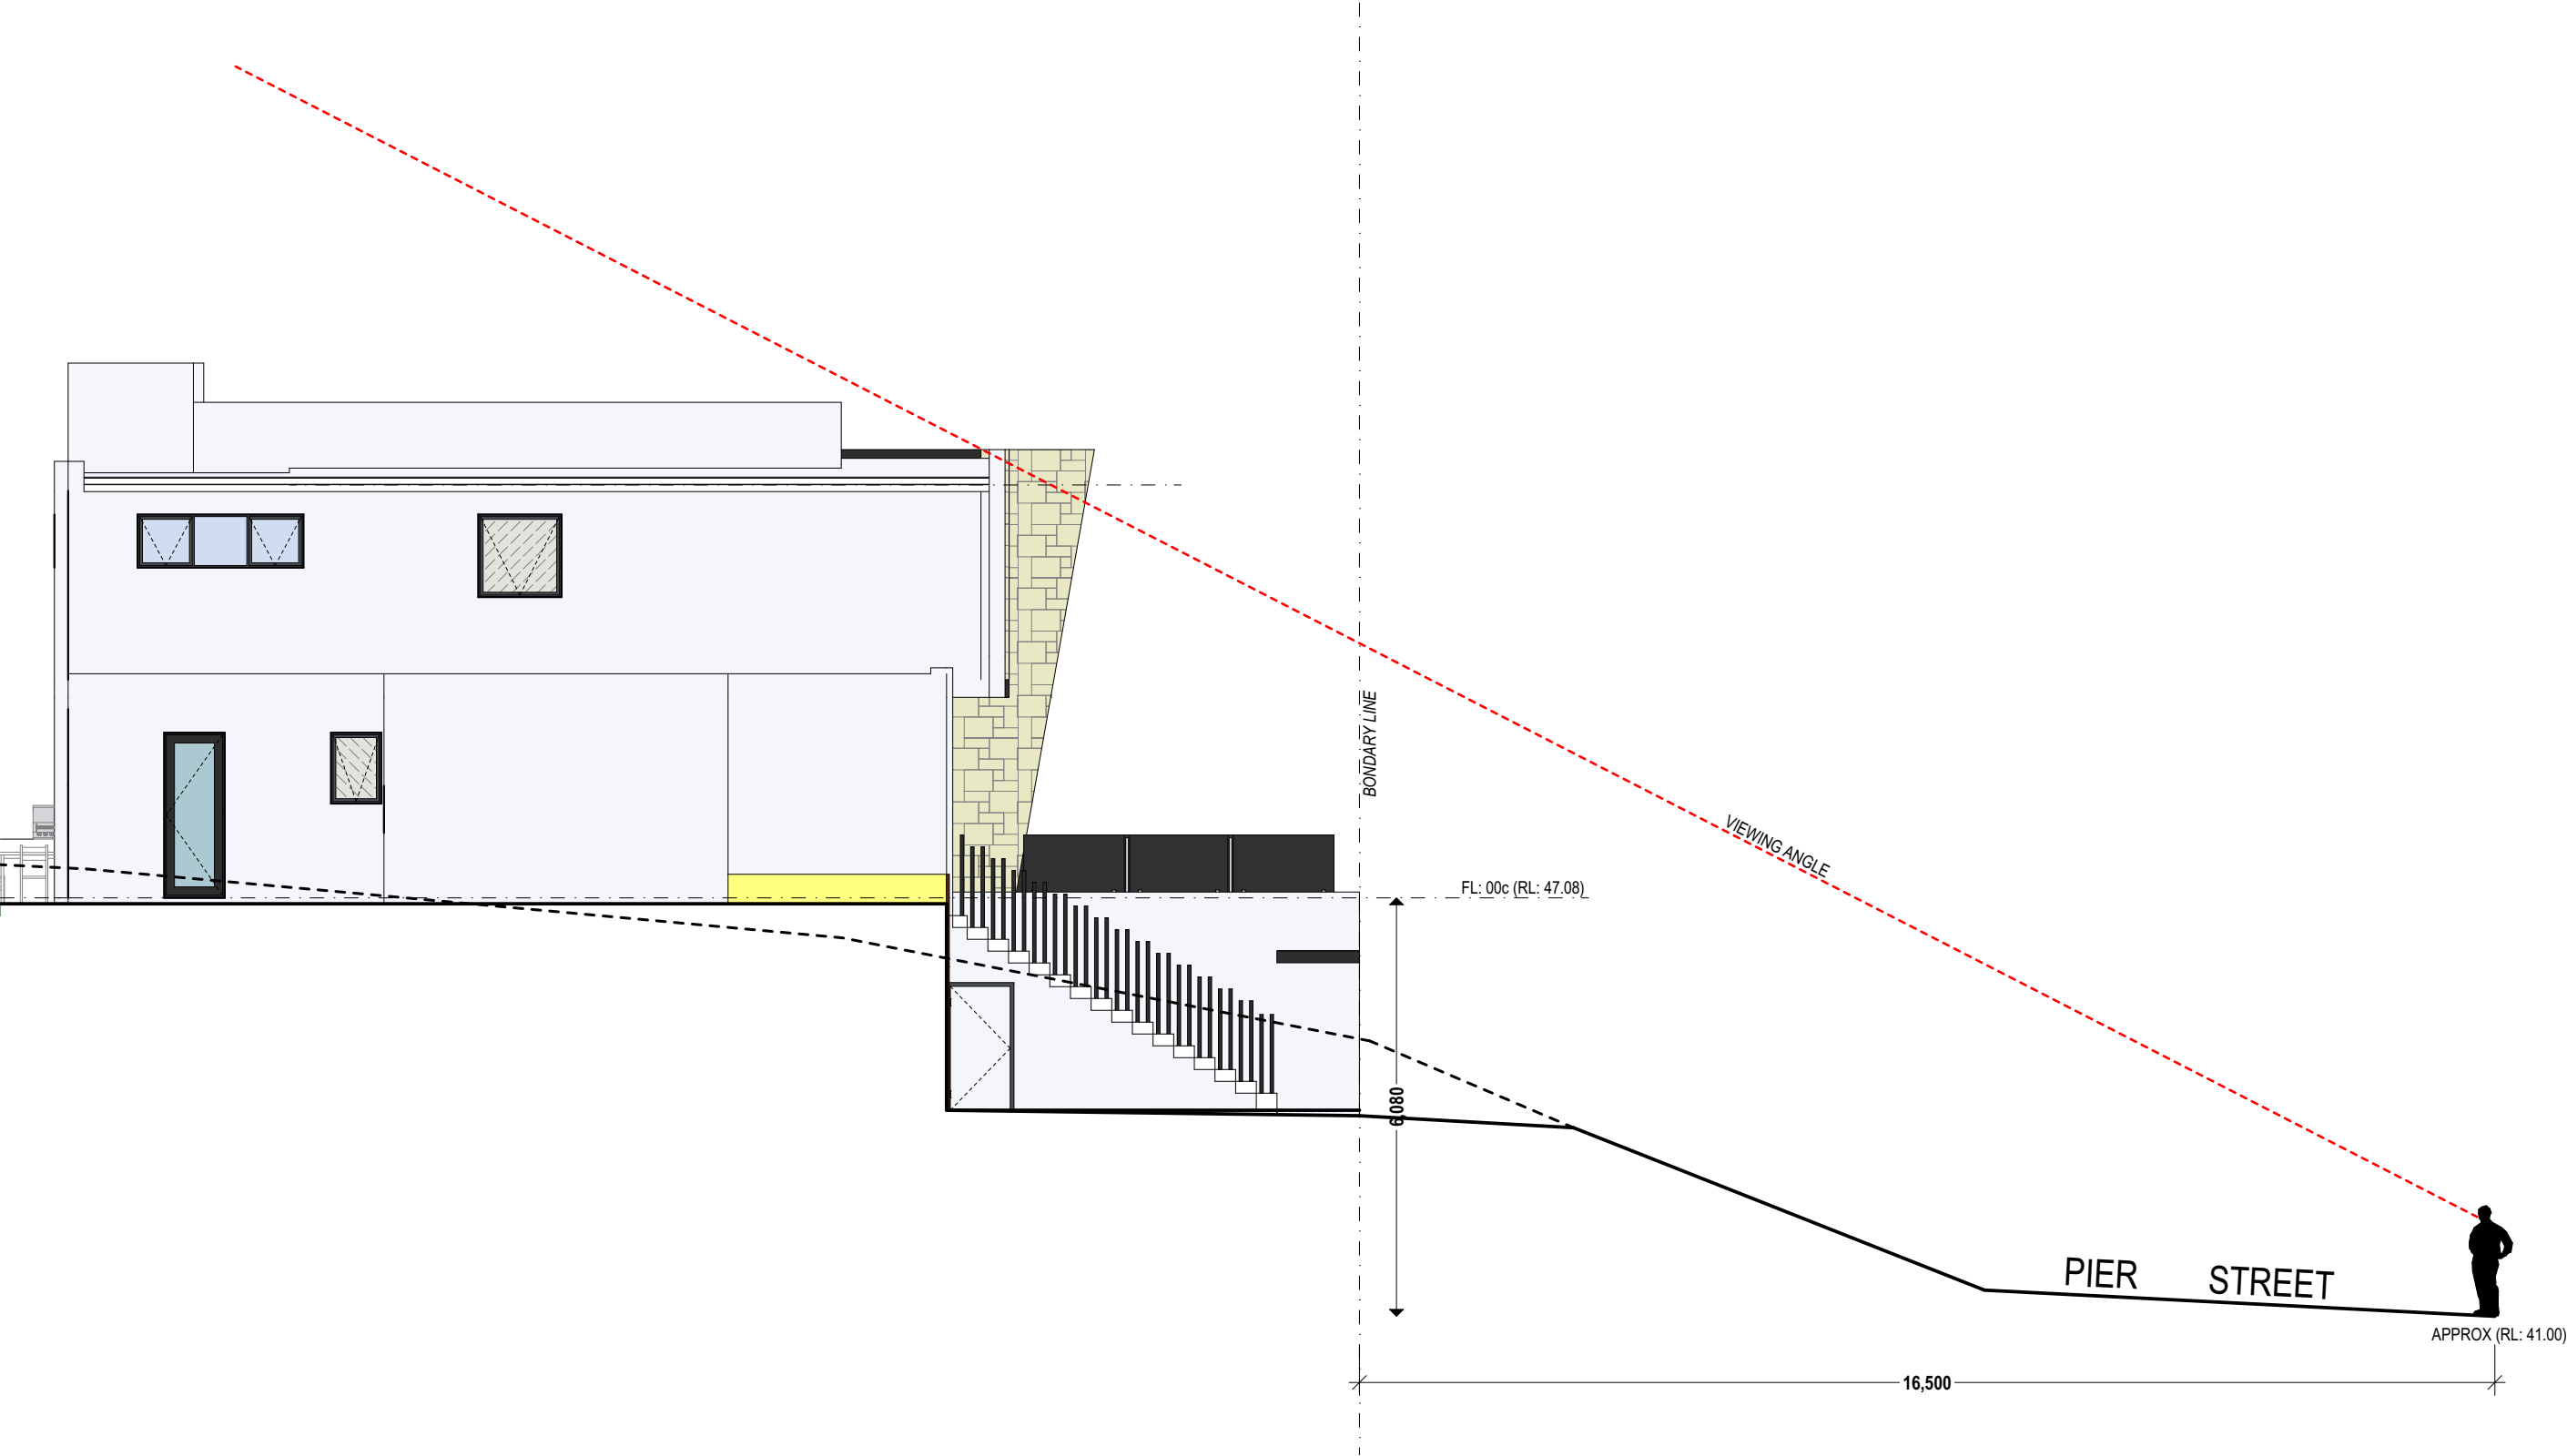 BONDARY LINE
VIEWING ANGLE
FL: 00c (RL: 47.08)
6,080
PIER STREET
APPROX (RL: 41.00)
16,500